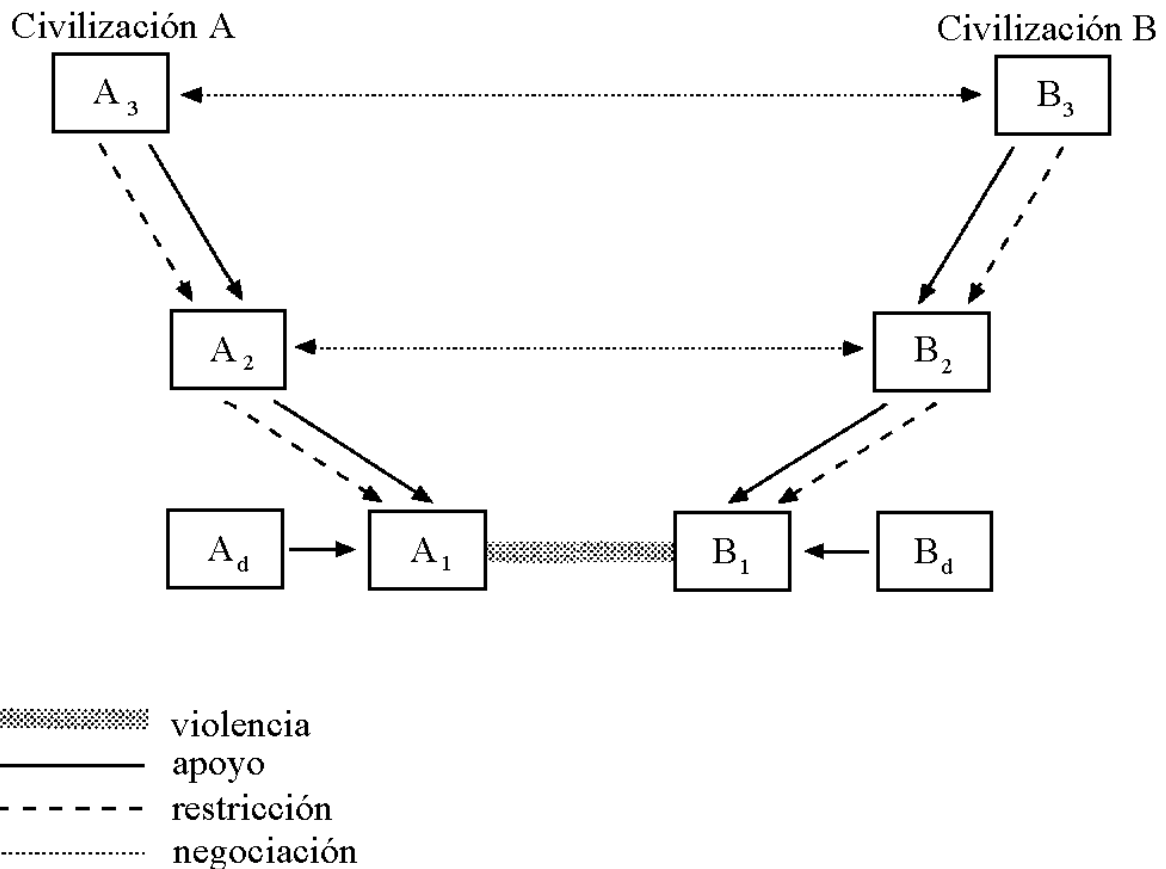 Civilización A
Civilización B
A3
B3
A2
B2
Ad
A1
B1
Bd
violencia
apoyo
restricción
negociación